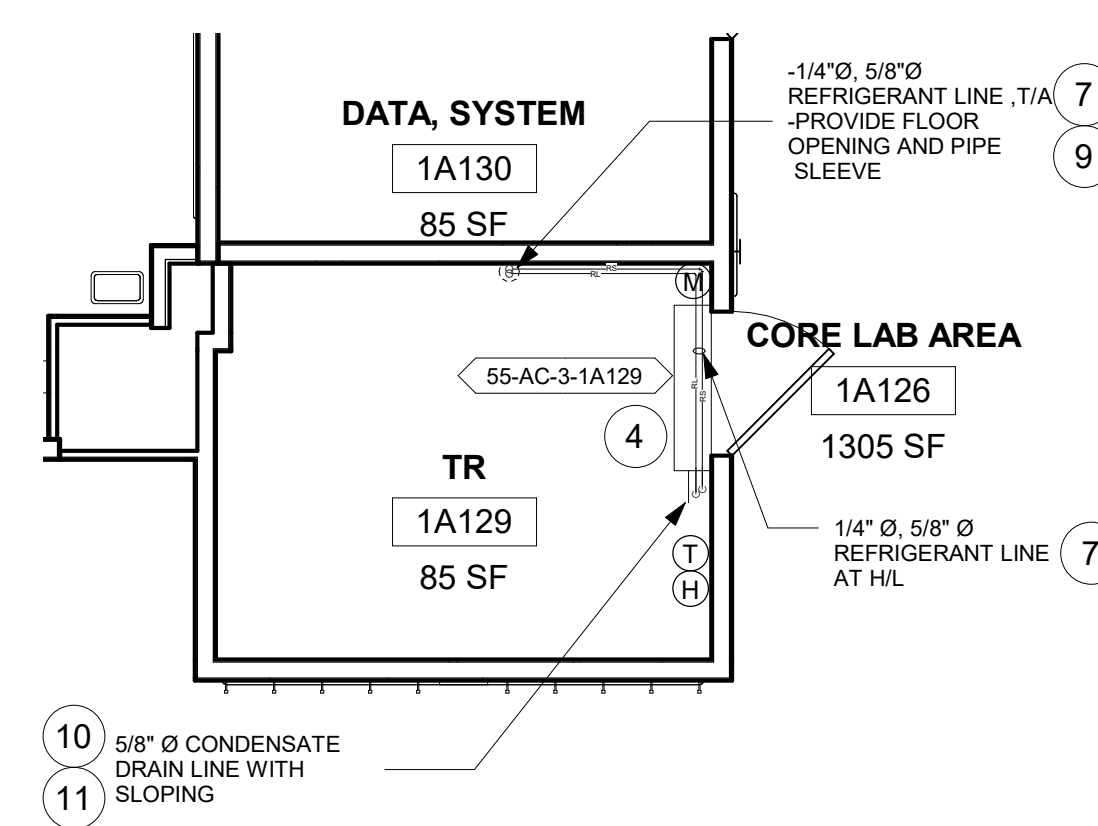 -1/4"Ø, 5/8"Ø
REFRIGERANT LINE ,T/A
-PROVIDE FLOOR
OPENING AND PIPE
SLEEVE
7
9
DATA, SYSTEM
1A130
85 SF
RS
RL
M
CORE LAB AREA
1A126
1305 SF
55-AC-3-1A129
RL
RS
4
TR
1A129
85 SF
1/4" Ø, 5/8" Ø
REFRIGERANT LINE
AT H/L
7
T
H
10
11
5/8" Ø CONDENSATE
DRAIN LINE WITH
SLOPING